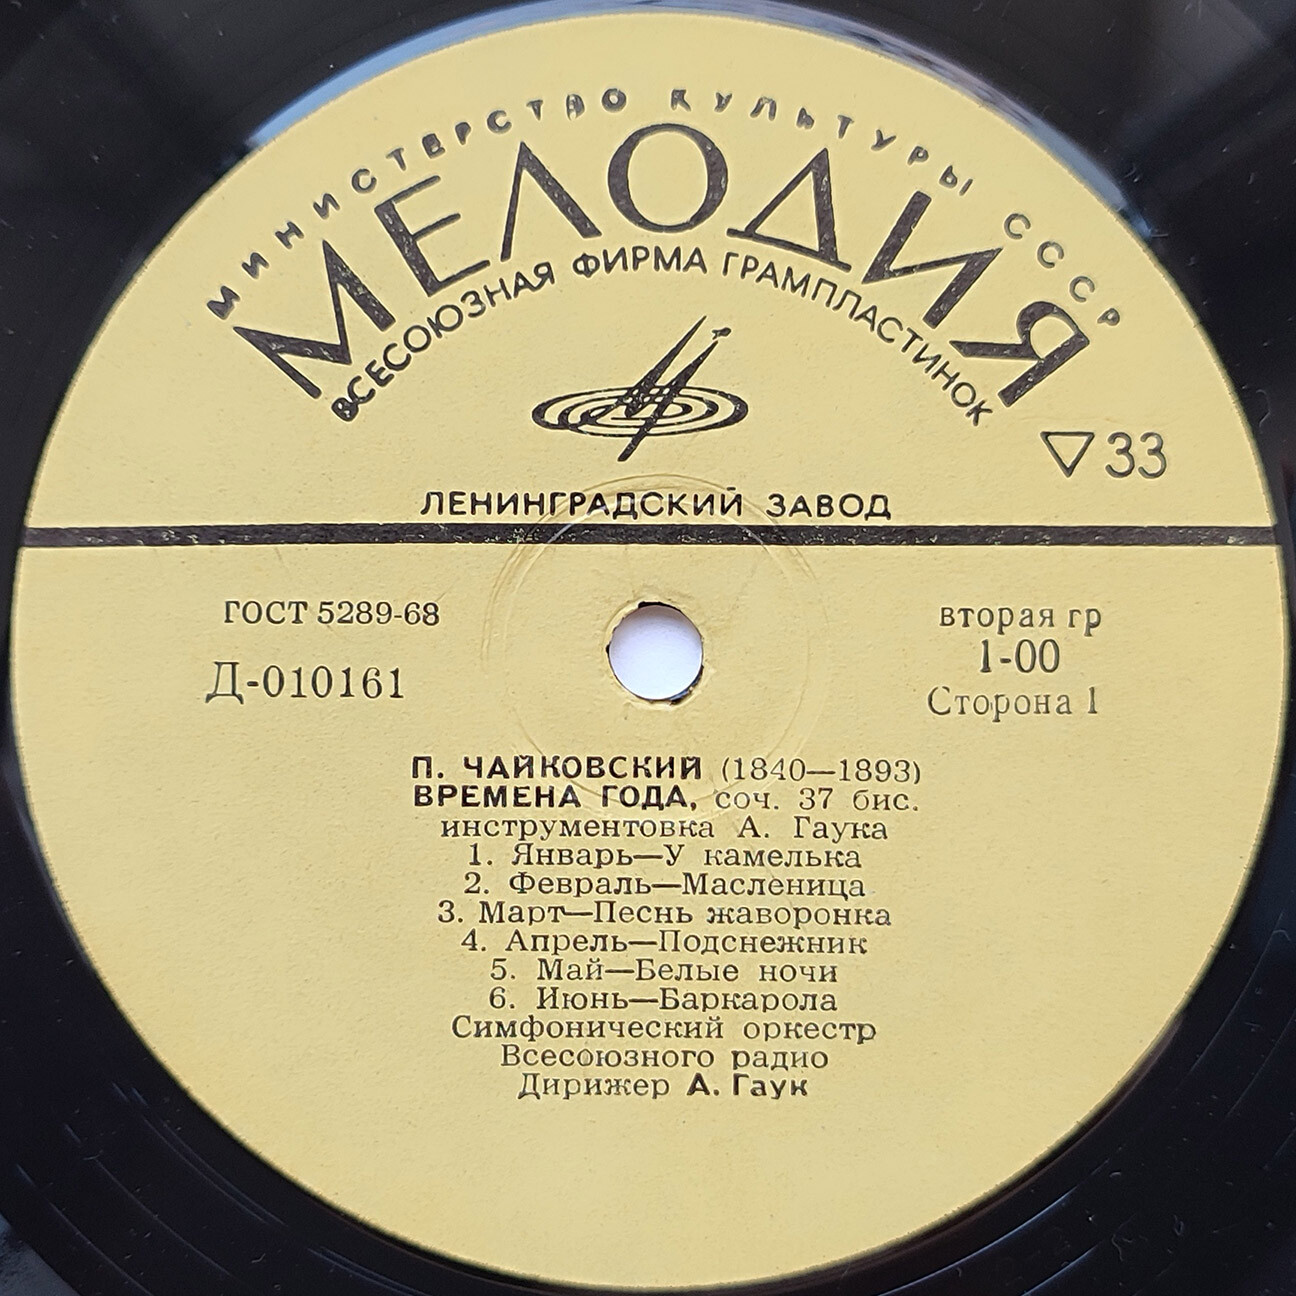 МИНИСТЕРСТВО КУЛЬТУРЫ СССР
МЕЛОДИЯ
ВСЕСОЮЗНАЯ ФИРМА ГРАМПЛАСТИНОК
▽33
ЛЕНИНГРАДСКИЙ ЗАВОД
ГОСТ 5289-68
Д-010161
вторая гр
1-00
Сторона 1
П. ЧАЙКОВСКИЙ (1840—1893)
ВРЕМЕНА ГОДА, соч. 37 бис.
инструментовка А. Гаука
1. Январь—У камелька
2. Февраль—Масленица
3. Март—Песнь жаворонка
4. Апрель—Подснежник
5. Май—Белые ночи
6. Июнь—Баркарола
Симфонический оркестр
Всесоюзного радио
Дирижер А. Гаук